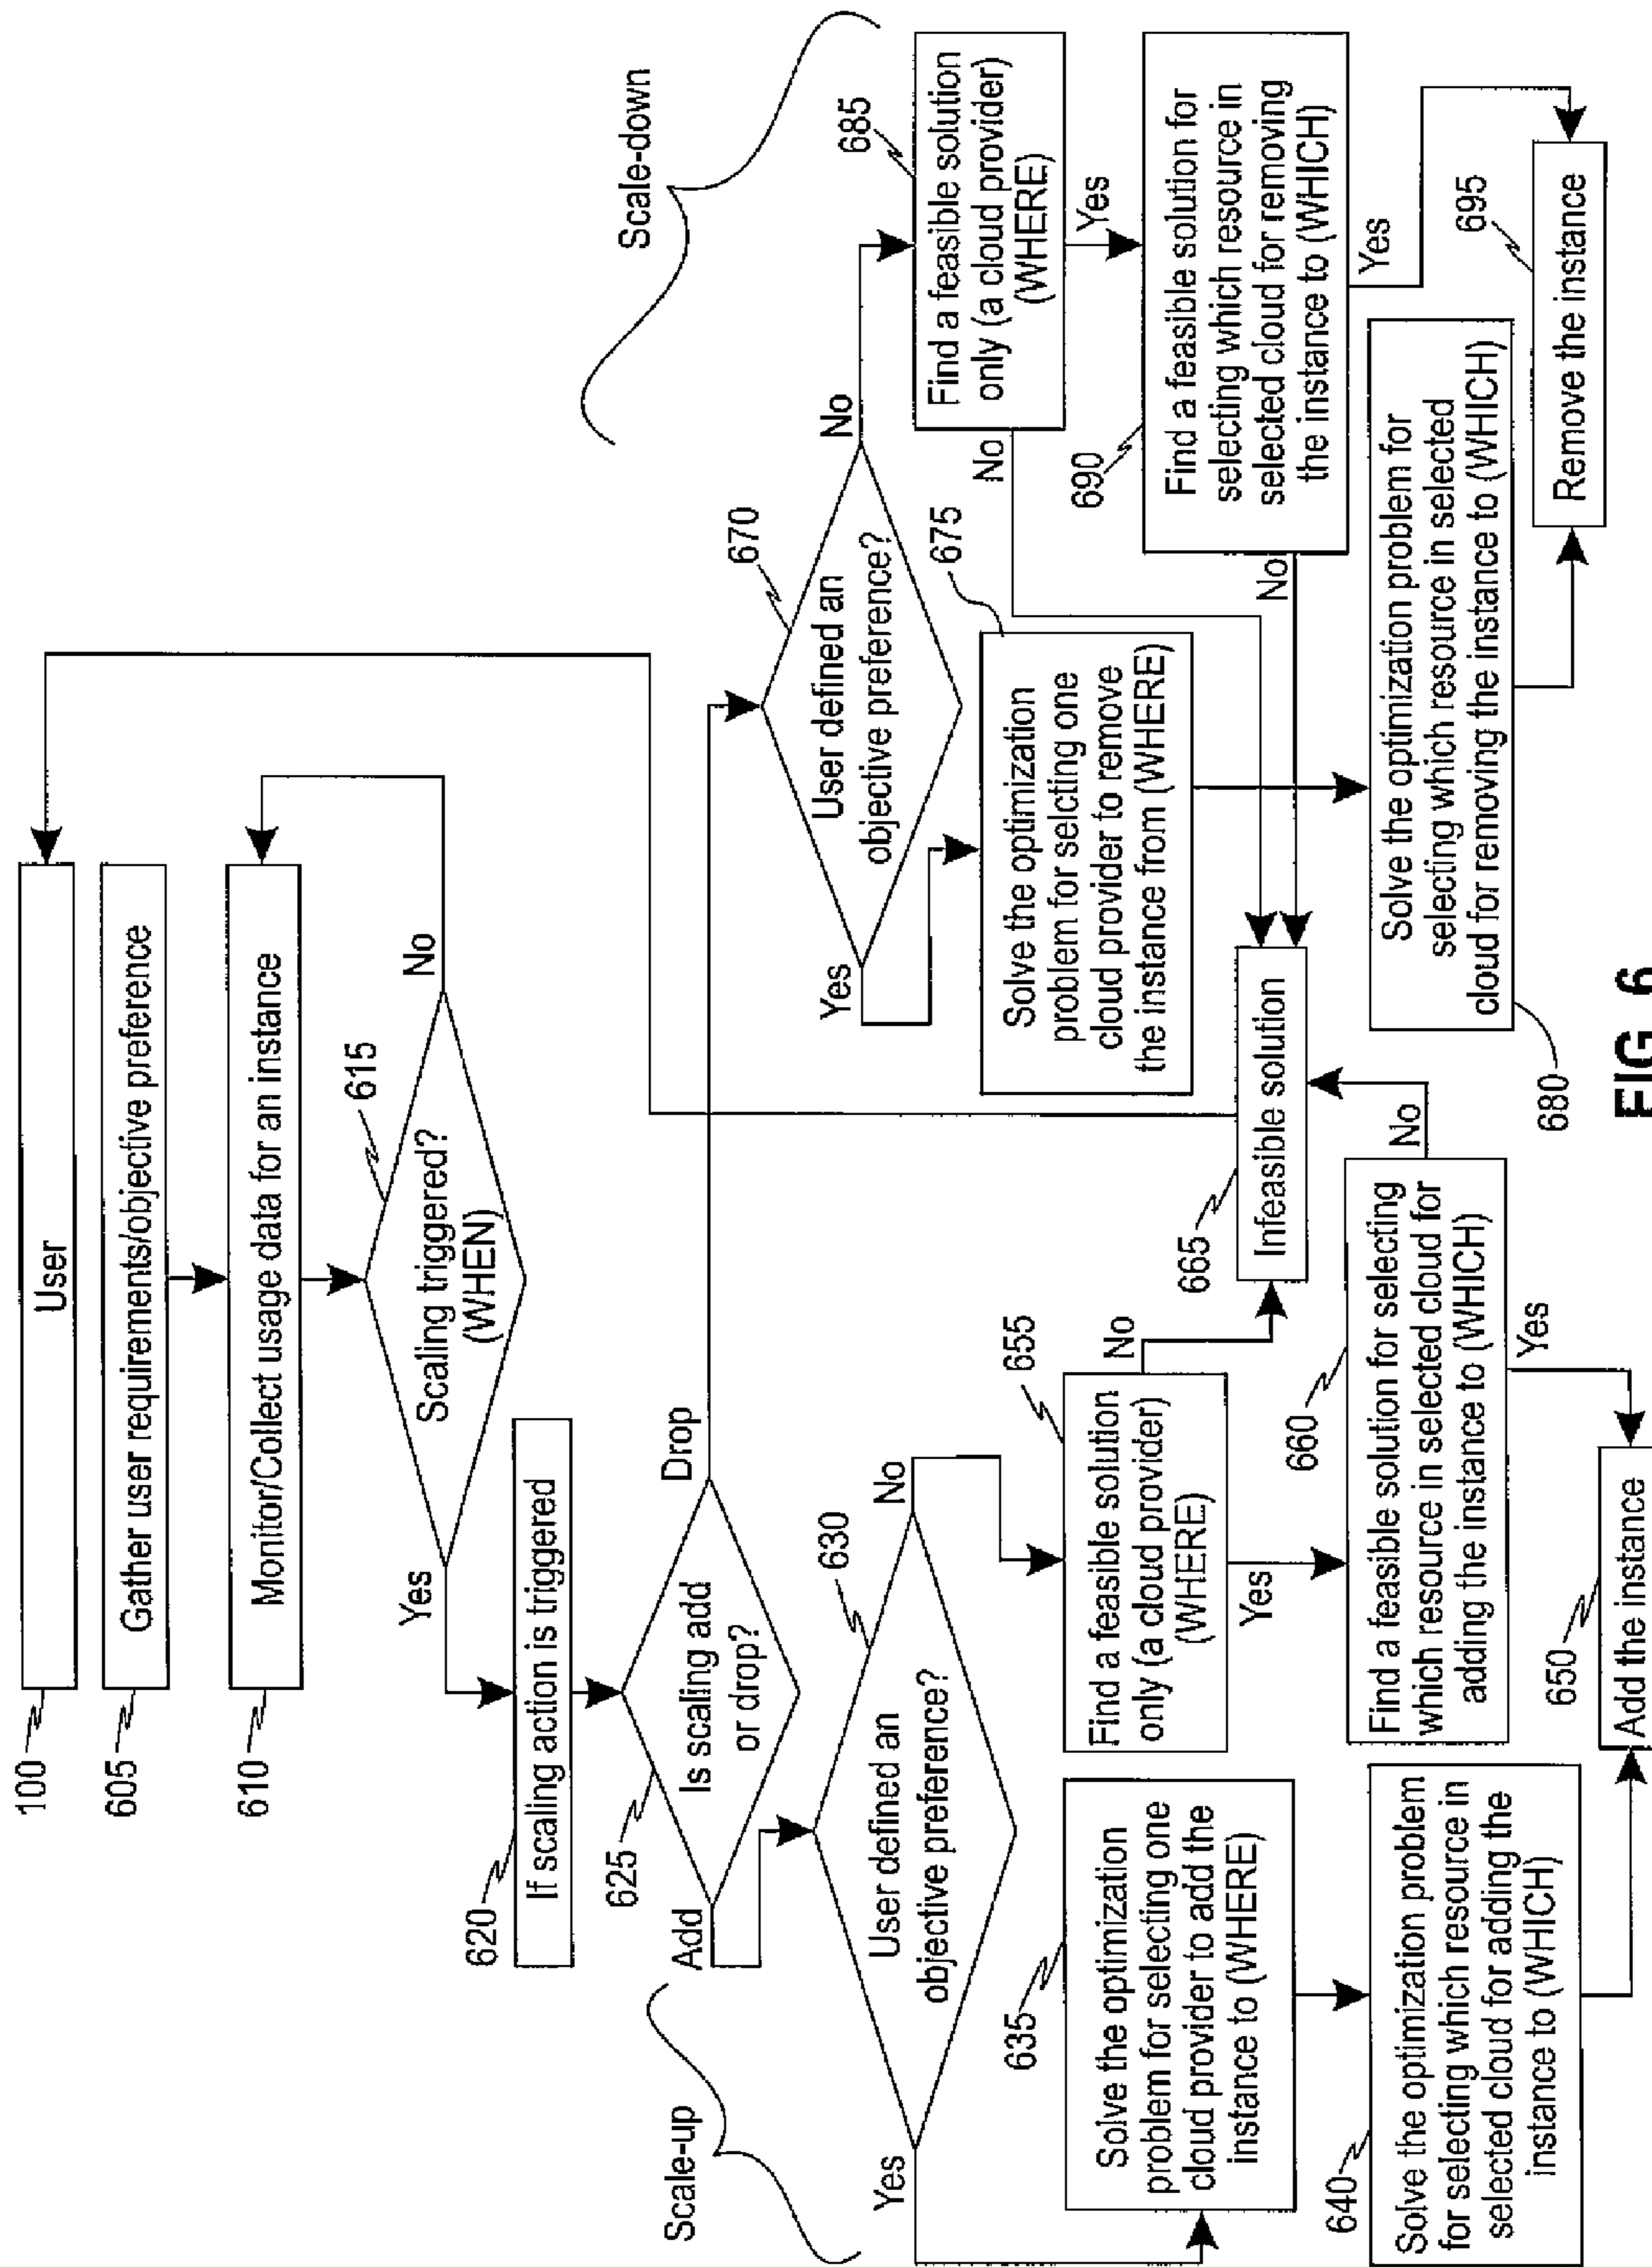 100
User
605
Gather user requirements/objective preference
610
Monitor/Collect usage data for an instance
615
Scaling triggered?
(WHEN)
No
Yes
620
If scaling action is triggered
625
Is scaling add
or drop?
Add
Drop
Scale-up
Scale-down
630
User defined an
objective preference?
Yes
No
635
Solve the optimization
problem for selecting one
cloud provider to add the
instance to (WHERE)
640
Solve the optimization problem
for selecting which resource in
selected cloud for adding the
instance to (WHICH)
655
Find a feasible solution
only (a cloud provider)
(WHERE)
No
Yes
660
Find a feasible solution for selecting
which resource in selected cloud for
adding the instance to (WHICH)
No
Yes
650
Add the instance
665
Infeasible solution
670
User defined an
objective preference?
Yes
No
675
Solve the optimization
problem for selcting one
cloud provider to remove
the instance from (WHERE)
680
Solve the optimization problem for
selecting which resource in selected
cloud for removing the instance to (WHICH)
685
Find a feasible solution
only (a cloud provider)
(WHERE)
No
Yes
690
Find a feasible solution for
selecting which resource in
selected cloud for removing
the instance to (WHICH)
No
Yes
695
Remove the instance
FIG. 6